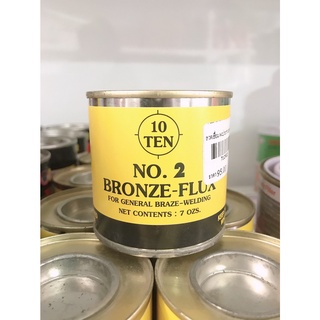 10
TEN
NO. 2
BRONZE-FLUX
FOR GENERAL BRAZE-WELDING
NET CONTENTS : 7 OZS.